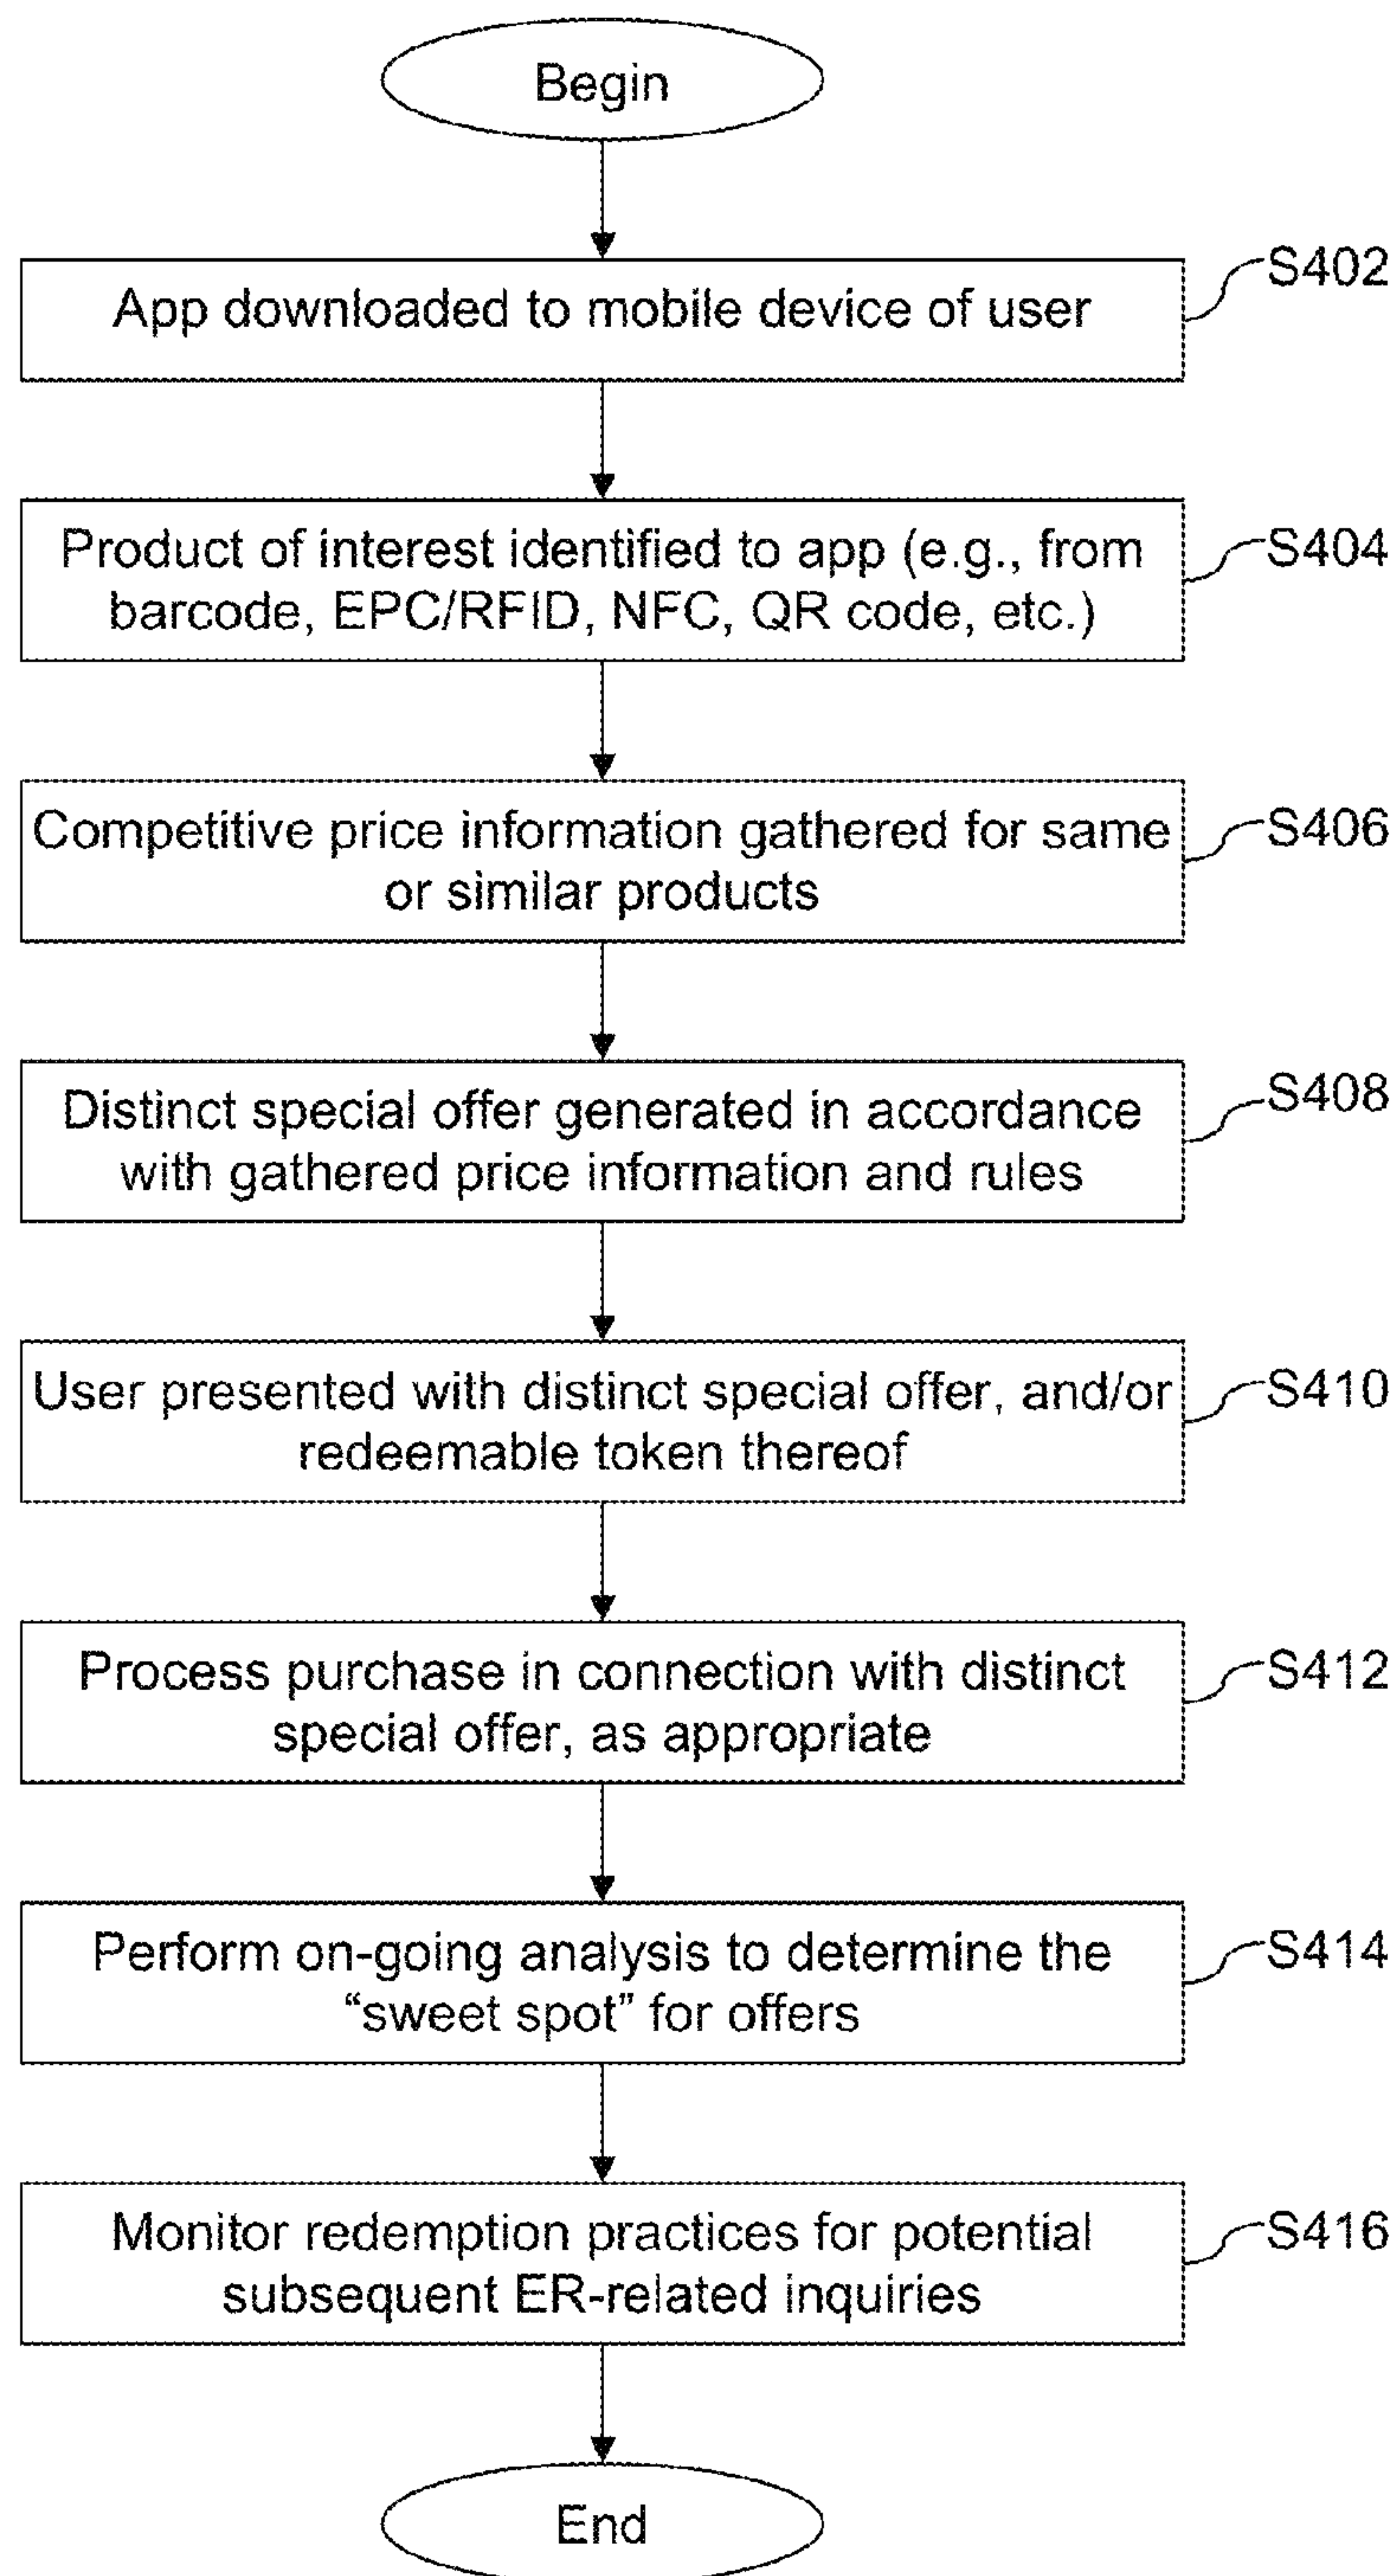 Begin
App downloaded to mobile device of user
S402
Product of interest identified to app (e.g., from
barcode, EPC/RFID, NFC, QR code, etc.)
S404
Competitive price information gathered for same
or similar products
S406
Distinct special offer generated in accordance
with gathered price information and rules
S408
User presented with distinct special offer, and/or
redeemable token thereof
S410
Process purchase in connection with distinct
special offer, as appropriate
S412
Perform on-going analysis to determine the
“sweet spot” for offers
S414
Monitor redemption practices for potential
subsequent ER-related inquiries
S416
End